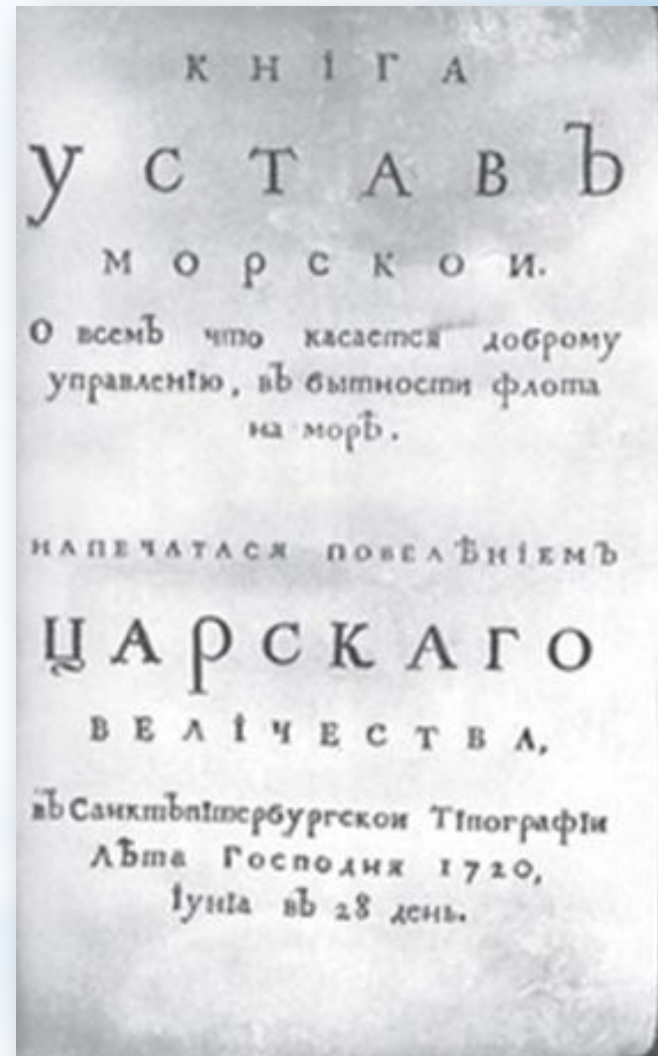 КНІГА
УСТАВЪ
МОРСКОИ.
О всемъ что касается доброму
управленію, въ бытности флота
на морѣ.
НАПЕЧАТАСЯ ПОВЕЛѢНІЕМЪ
ЦАРСКАГО
ВЕЛІЧЕСТВА,
въ Санктъпітербургскои Тіпографіи
Лѣта Господня 1720,
Іуніа въ 28 день.